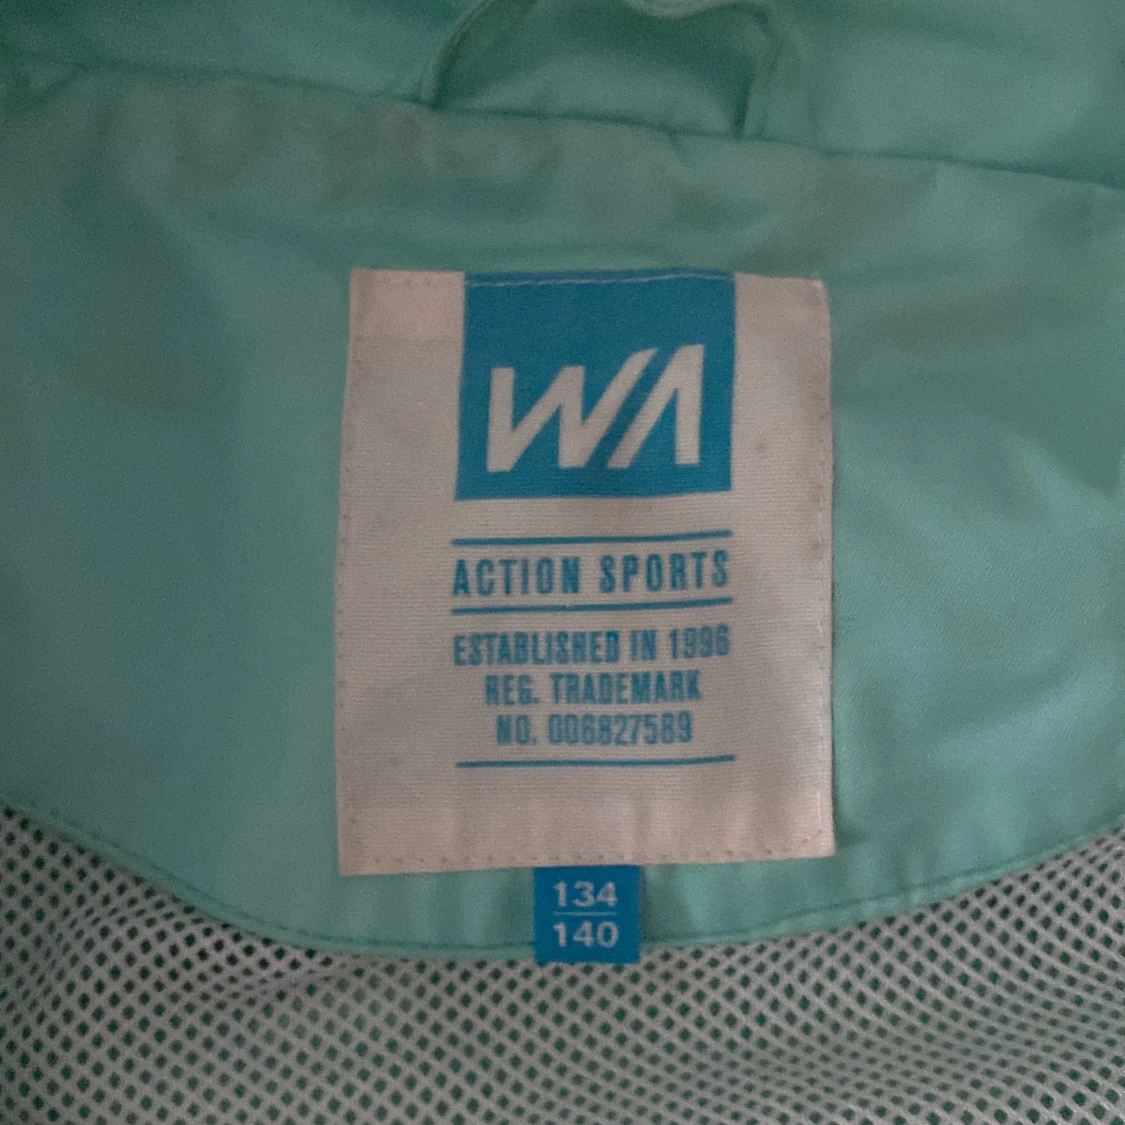 WA
ACTION SPORTS
ESTABLISHED IN 1996
REG. TRADEMARK
NO. 006827589
134
140